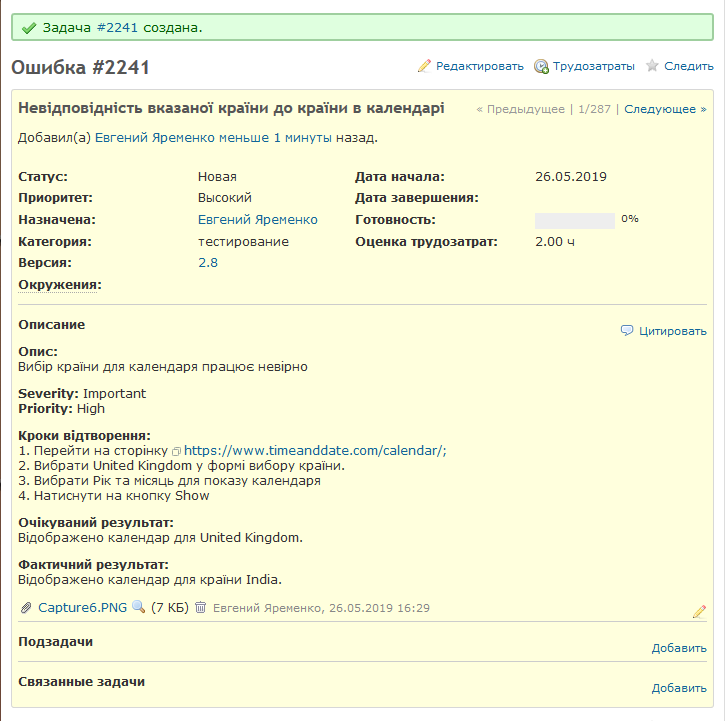 Задача #2241 создана.
Ошибка #2241
Редактировать Трудозатраты Следить
Невідповідність вказаної країни до країни в календарі
« Предыдущее | 1/287 | Следующее »
Добавил(а) Евгений Яременко меньше 1 минуты назад.
Статус: Новая Дата начала: 26.05.2019
Приоритет: Высокий Дата завершения:
Назначена: Евгений Яременко Готовность: 0%
Категория: тестирование Оценка трудозатрат: 2.00 ч
Версия: 2.8
Окружения:
Описание
Цитировать
Опис:
Вибір країни для календаря працює невірно
Severity: Important
Priority: High
Кроки відтворення:
1. Перейти на сторінку https://www.timeanddate.com/calendar/;
2. Вибрати United Kingdom у формі вибору країни.
3. Вибрати Рік та місяць для показу календаря
4. Натиснути на кнопку Show
Очікуваний результат:
Відображено календар для United Kingdom.
Фактичний результат:
Відображено календар для країни India.
Capture6.PNG (7 КБ) Евгений Яременко, 26.05.2019 16:29
Подзадачи
Добавить
Связанные задачи
Добавить